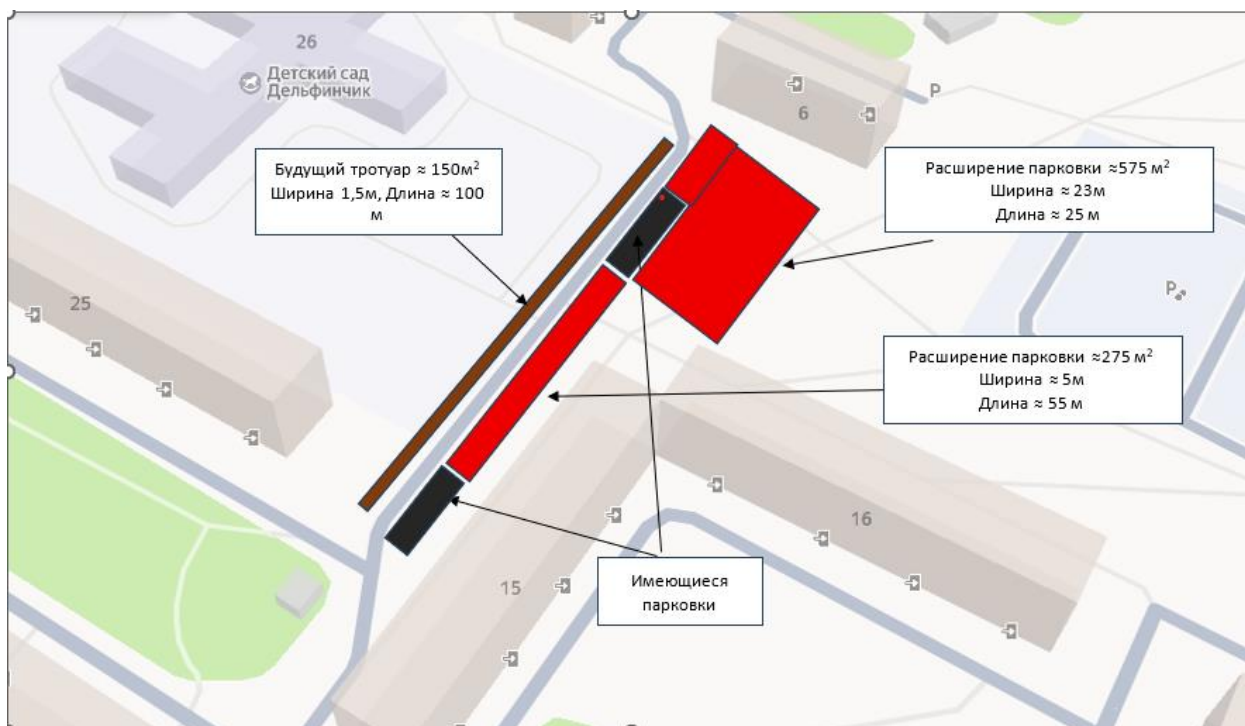 26
Детский сад
Дельфинчик
6
P
Будущий тротуар ≈ 150м²
Ширина 1,5м, Длина ≈ 100
м
Расширение парковки ≈575 м²
Ширина ≈ 23м
Длина ≈ 25 м
25
P
Расширение парковки ≈275 м²
Ширина ≈ 5м
Длина ≈ 55 м
16
15
Имеющиеся
парковки